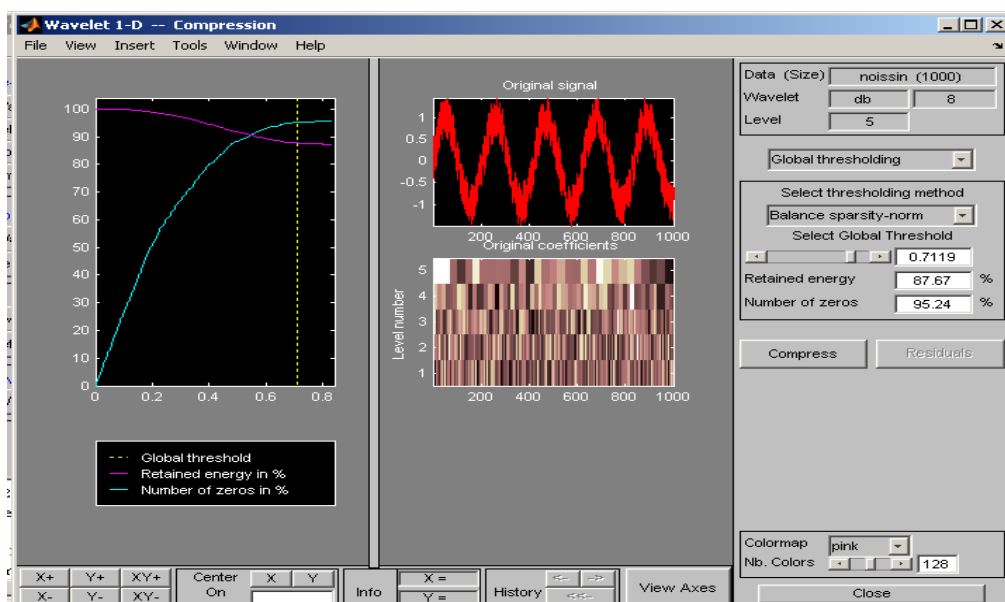 Wavelet 1-D -- Compression
File View Insert Tools Window Help
100
90
80
70
60
50
40
30
20
10
0
0 0.2 0.4 0.6 0.8
Global threshold
Retained energy in %
Number of zeros in %
Original signal
1
0.5
0
-0.5
-1
200 400 600 800 1000
Original coefficients
Level number
5
4
3
2
1
200 400 600 800 1000
Data (Size) noissin (1000)
Wavelet db 8
Level 5
Global thresholding
Select thresholding method
Balance sparsity-norm
Select Global Threshold
0.7119
Retained energy 87.67 %
Number of zeros 95.24 %
Compress Residuals
Colormap pink
Nb. Colors 128
Close
X+ Y+ XY+
X- Y- XY-
Center
On
X Y
Info
X =
Y =
History
<- ->
<<-
View Axes